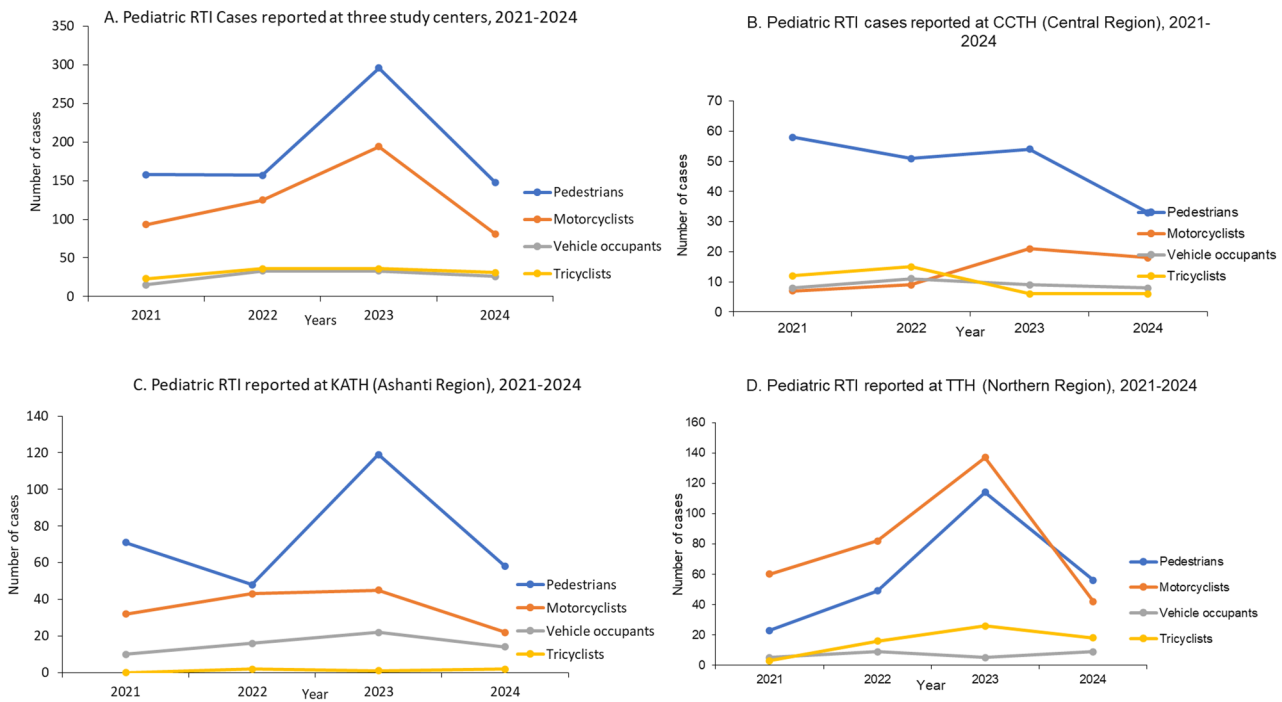 A. Pediatric RTI Cases reported at three study centers, 2021-2024
350
300
250
200
150
100
50
0
Number of cases
2021
2022
2023
2024
Years
Pedestrians
Motorcyclists
Vehicle occupants
Tricyclists
B. Pediatric RTI cases reported at CCTH (Central Region), 2021-
2024
70
60
50
40
30
20
10
0
Number of cases
2021
2022
2023
2024
Year
Pedestrians
Motorcyclists
Vehicle occupants
Tricyclists
C. Pediatric RTI reported at KATH (Ashanti Region), 2021-2024
140
120
100
80
60
40
20
0
Number of cases
2021
2022
2023
2024
Year
Pedestrians
Motorcyclists
Vehicle occupants
Tricyclists
D. Pediatric RTI reported at TTH (Northern Region), 2021-2024
160
140
120
100
80
60
40
20
0
Number of cases
2021
2022
2023
2024
Year
Pedestrians
Motorcyclists
Vehicle occupants
Tricyclists